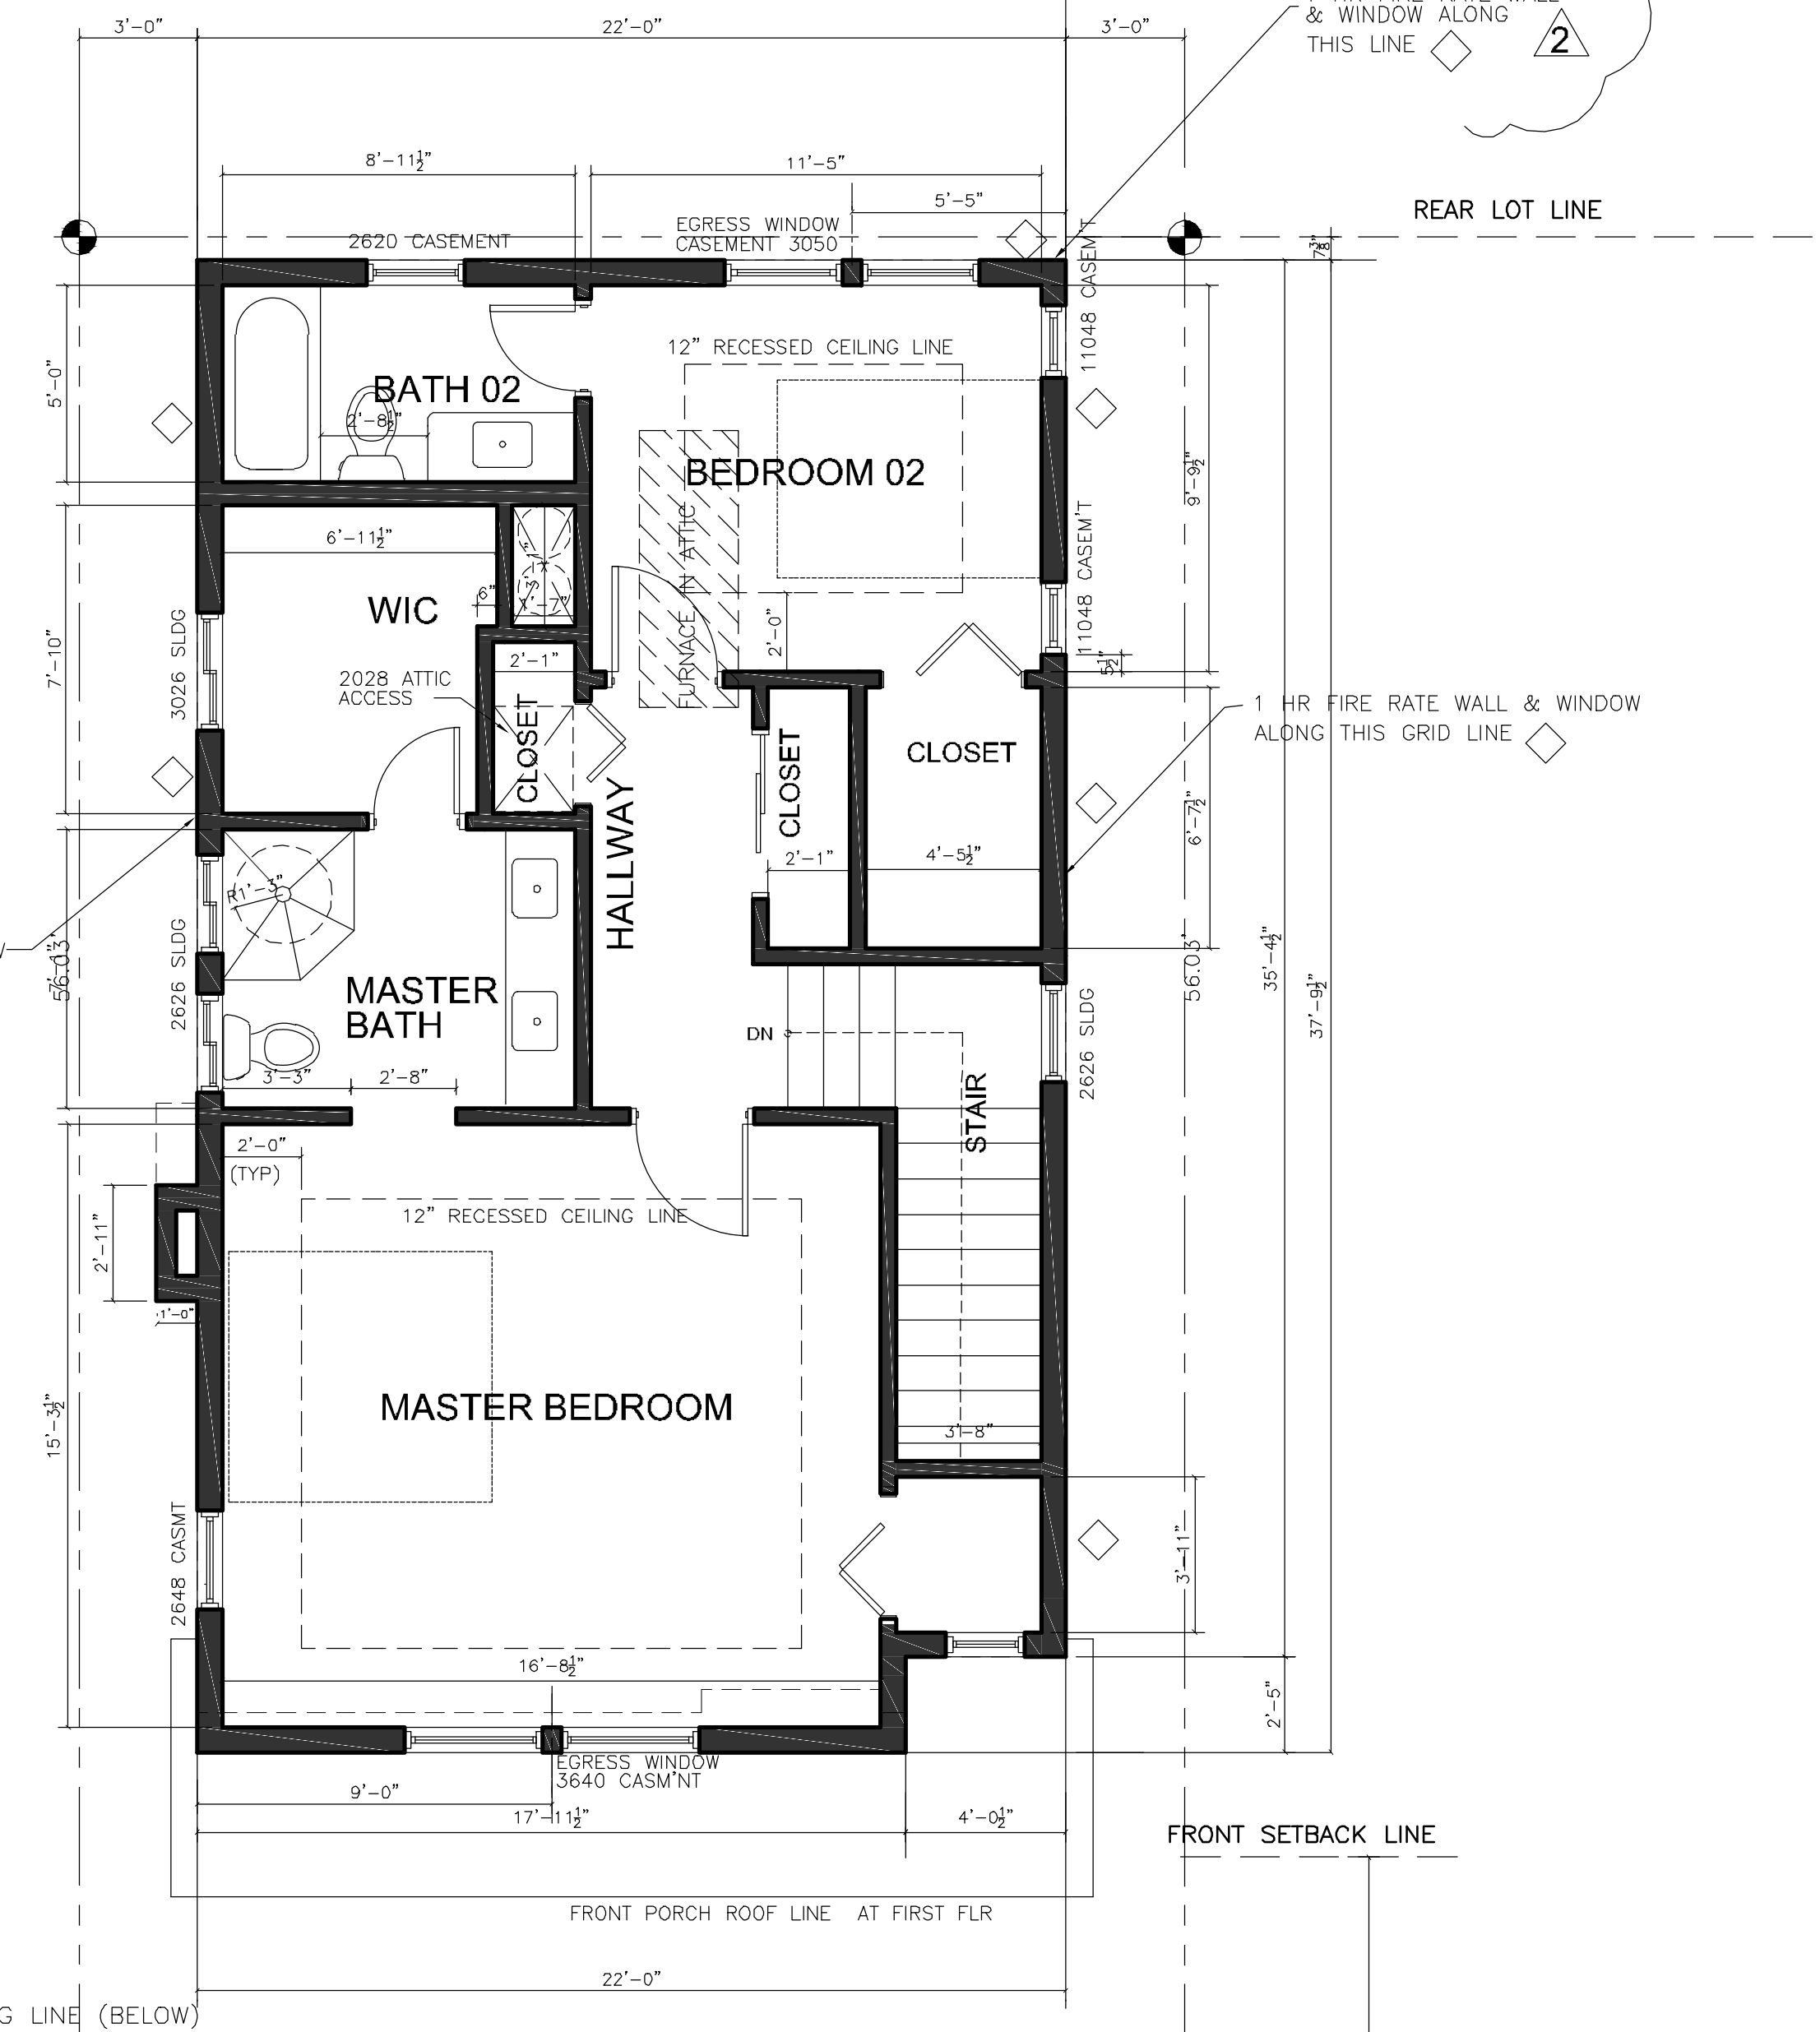 & WINDOW ALONG
THIS LINE
2
3'-0"
22'-0"
3'-0"
8'-11½"
11'-5"
5'-5"
REAR LOT LINE
2620 CASEMENT
EGRESS WINDOW
CASEMENT 3050
11048 CASEM'T
12" RECESSED CEILING LINE
5'-0"
BATH 02
2'-8½"
BEDROOM 02
9'-9½"
FURNACE IN ATTIC
6'-11½"
11048 CASEM'T
WIC
6"
1'-7"
2'-0"
7'-10"
3026 SLDG
2'-1"
5½"
2028 ATTIC
ACCESS
CLOSET
CLOSET
CLOSET
1 HR FIRE RATE WALL & WINDOW
ALONG THIS GRID LINE
HALLWAY
6'-7½"
2'-1"
4'-5½"
R1'-3"
2626 SLDG
56.03'
MASTER
BATH
DN
2626 SLDG
56.03'
35'-4½"
37'-9½"
3'-3"
2'-8"
STAIR
2'-0"
(TYP)
12" RECESSED CEILING LINE
2'-11"
1'-0"
15'-3½"
MASTER BEDROOM
3'-8"
2648 CASMT
3'-11"
16'-8½"
2'-5"
EGRESS WINDOW
3640 CASM'NT
9'-0"
17'-11½"
4'-0½"
FRONT SETBACK LINE
FRONT PORCH ROOF LINE AT FIRST FLR
22'-0"
G LINE (BELOW)